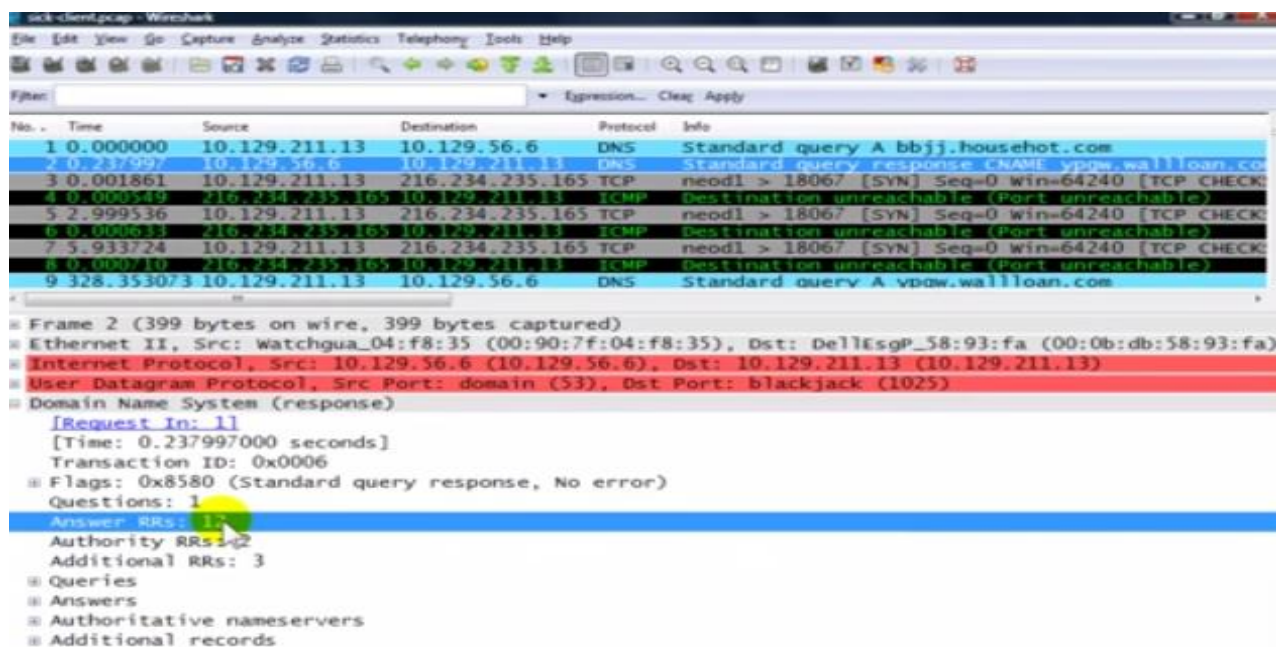 sick-client.pcap - Wireshark
File Edit View Go Capture Analyze Statistics Telephony Tools Help
Filter: Expression... Clear Apply
No. . Time Source Destination Protocol Info
1 0.000000 10.129.211.13 10.129.56.6 DNS Standard query A bbjj.househot.com
2 0.237997 10.129.56.6 10.129.211.13 DNS Standard query response CNAME ypgw.wallloan.co
3 0.001861 10.129.211.13 216.234.235.165 TCP neod1 > 18067 [SYN] Seq=0 Win=64240 [TCP CHECK
4 0.000549 216.234.235.165 10.129.211.13 ICMP Destination unreachable (Port unreachable)
5 2.999536 10.129.211.13 216.234.235.165 TCP neod1 > 18067 [SYN] Seq=0 Win=64240 [TCP CHECK
6 0.000633 216.234.235.165 10.129.211.13 ICMP Destination unreachable (Port unreachable)
7 5.933724 10.129.211.13 216.234.235.165 TCP neod1 > 18067 [SYN] Seq=0 Win=64240 [TCP CHECK
8 0.000710 216.234.235.165 10.129.211.13 ICMP Destination unreachable (Port unreachable)
9 328.353073 10.129.211.13 10.129.56.6 DNS Standard query A ypgw.wallloan.com
Frame 2 (399 bytes on wire, 399 bytes captured)
Ethernet II, Src: Watchgua_04:f8:35 (00:90:7f:04:f8:35), Dst: DellEsgP_58:93:fa (00:0b:db:58:93:fa)
Internet Protocol, Src: 10.129.56.6 (10.129.56.6), Dst: 10.129.211.13 (10.129.211.13)
User Datagram Protocol, Src Port: domain (53), Dst Port: blackjack (1025)
Domain Name System (response)
[Request In: 1]
[Time: 0.237997000 seconds]
Transaction ID: 0x0006
Flags: 0x8580 (Standard query response, No error)
Questions: 1
Answer RRs: 12
Authority RRs: 2
Additional RRs: 3
Queries
Answers
Authoritative nameservers
Additional records